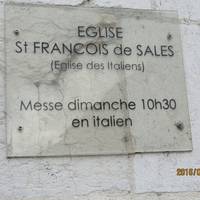 EGLISE
St FRANCOIS de SALES
(Eglise des Italiens)
Messe dimanche 10h30
en italien